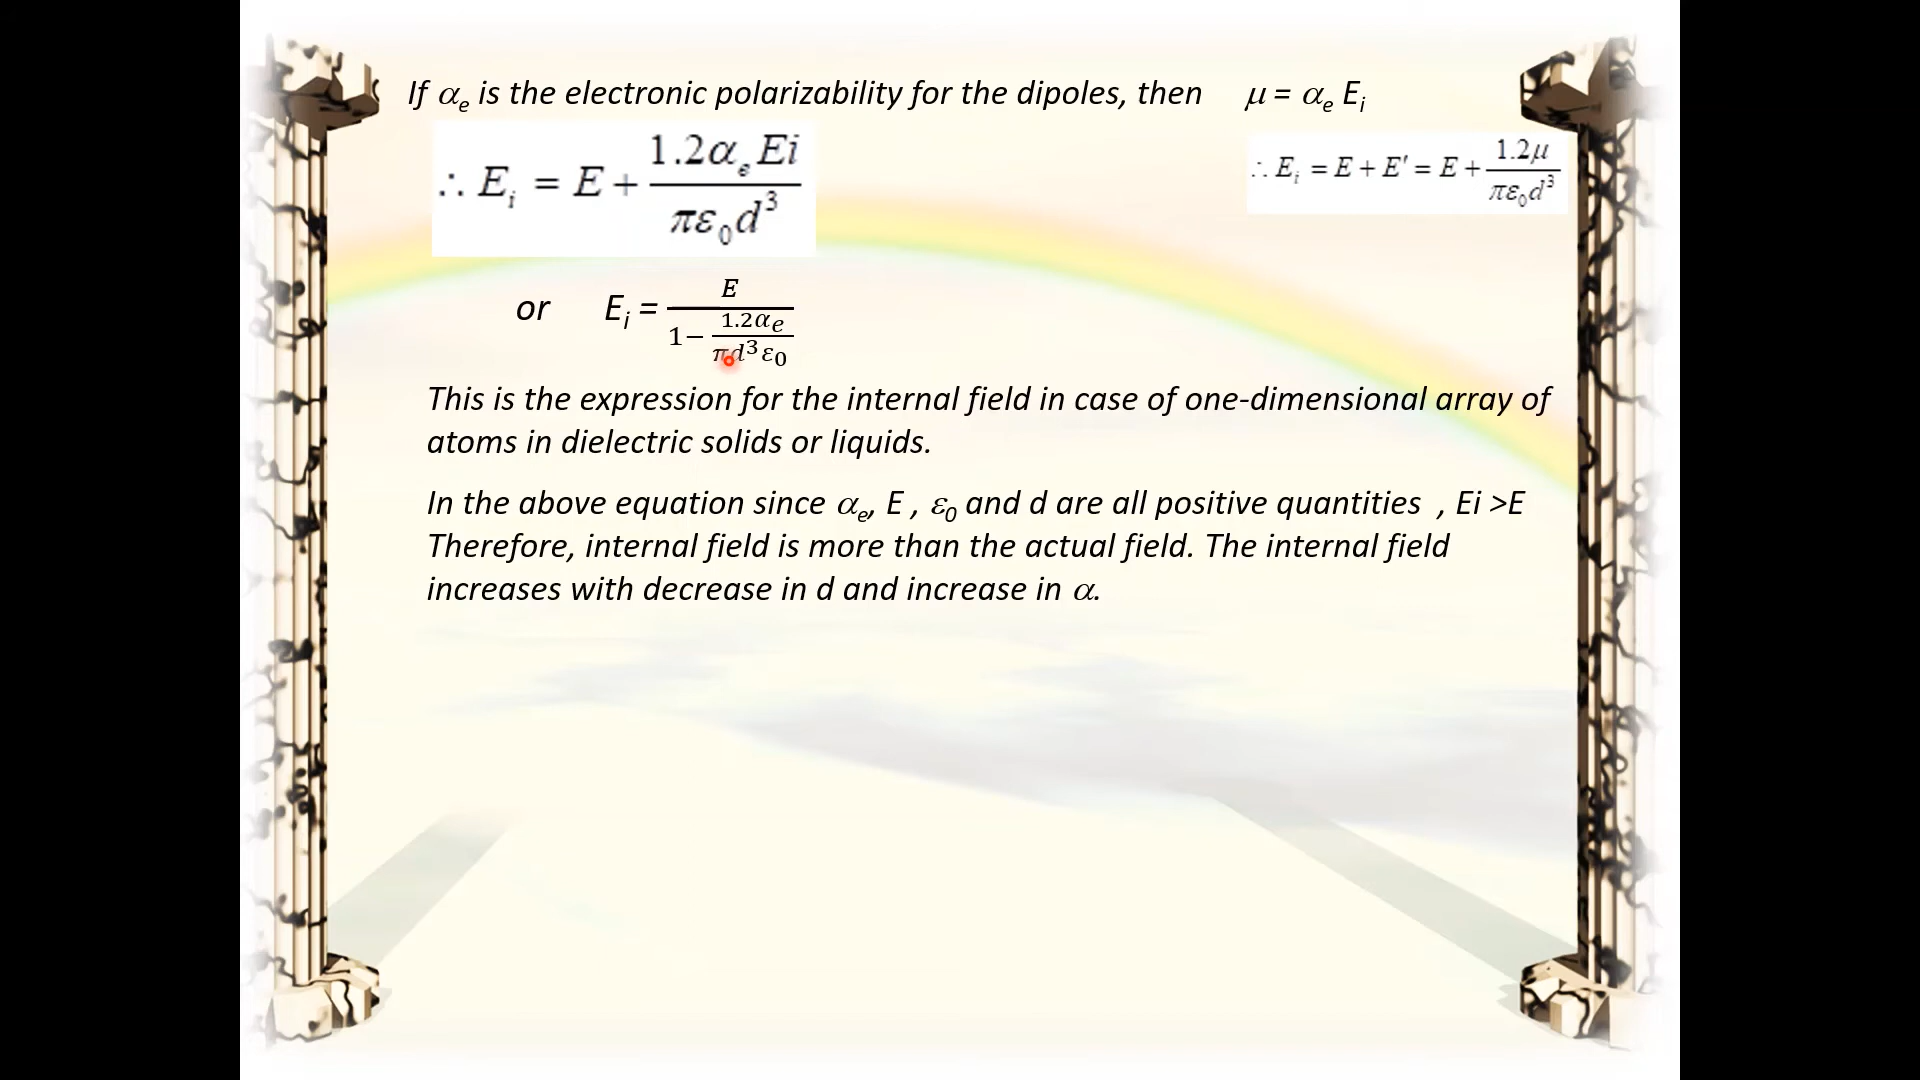 If αₑ is the electronic polarizability for the dipoles, then μ = αₑ Eᵢ
∴ Eᵢ = E + 1.2αₑEi / πε₀d³
∴ Eᵢ = E + E' = E + 1.2μ / πε₀d³
or Eᵢ = E / (1− 1.2αₑ / πd³ε₀)
This is the expression for the internal field in case of one-dimensional array of
atoms in dielectric solids or liquids.
In the above equation since αₑ, E , ε₀ and d are all positive quantities , Ei >E
Therefore, internal field is more than the actual field. The internal field
increases with decrease in d and increase in α.